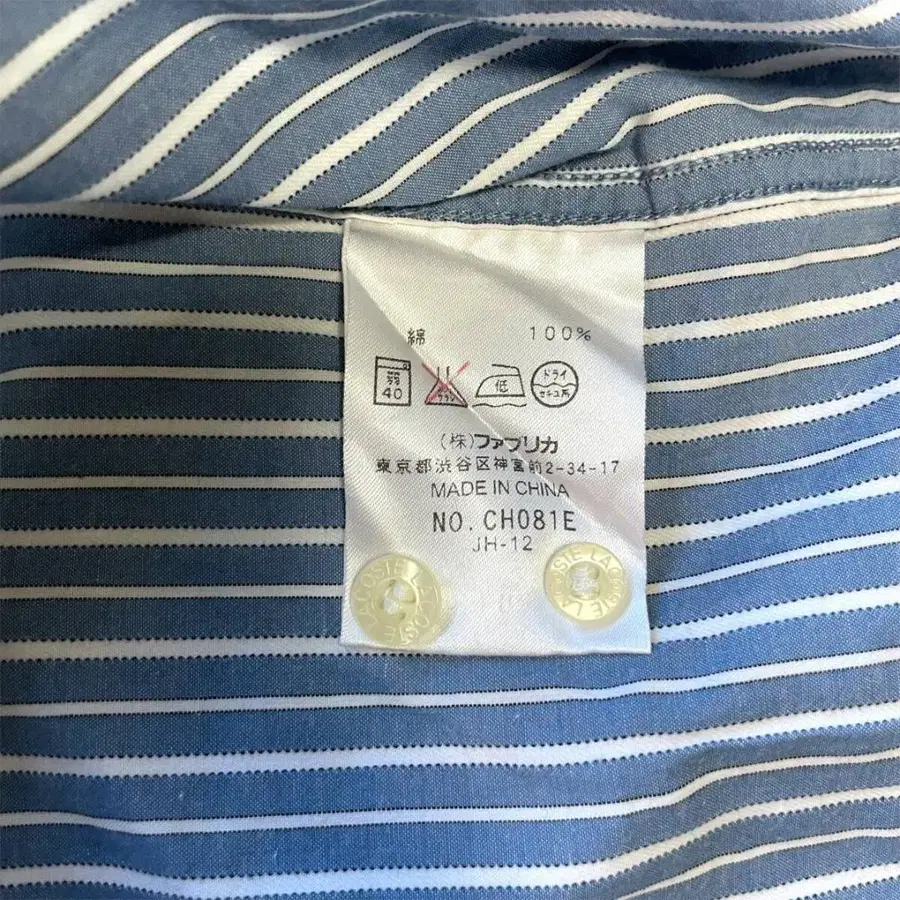 綿 100%
弱 40 低 ドライ セキユ系
(株)ファブリカ
東京都渋谷区神宮前2-34-17
MADE IN CHINA
NO. CH081E
JH-12
LACOSTE LACOSTE
LACOSTE LACOSTE